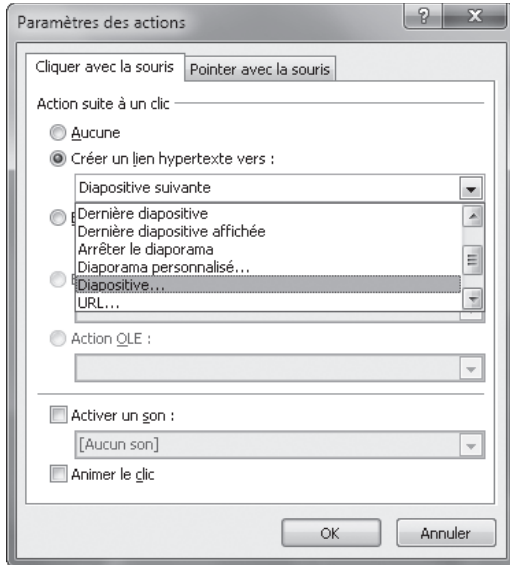 Paramètres des actions
Cliquer avec la souris
Pointer avec la souris
Action suite à un clic
Aucune
Créer un lien hypertexte vers :
Diapositive suivante
Dernière diapositive
Dernière diapositive affichée
Arrêter le diaporama
Diaporama personnalisé...
Diapositive...
URL...
Action OLE :
Activer un son :
[Aucun son]
Animer le clic
OK
Annuler